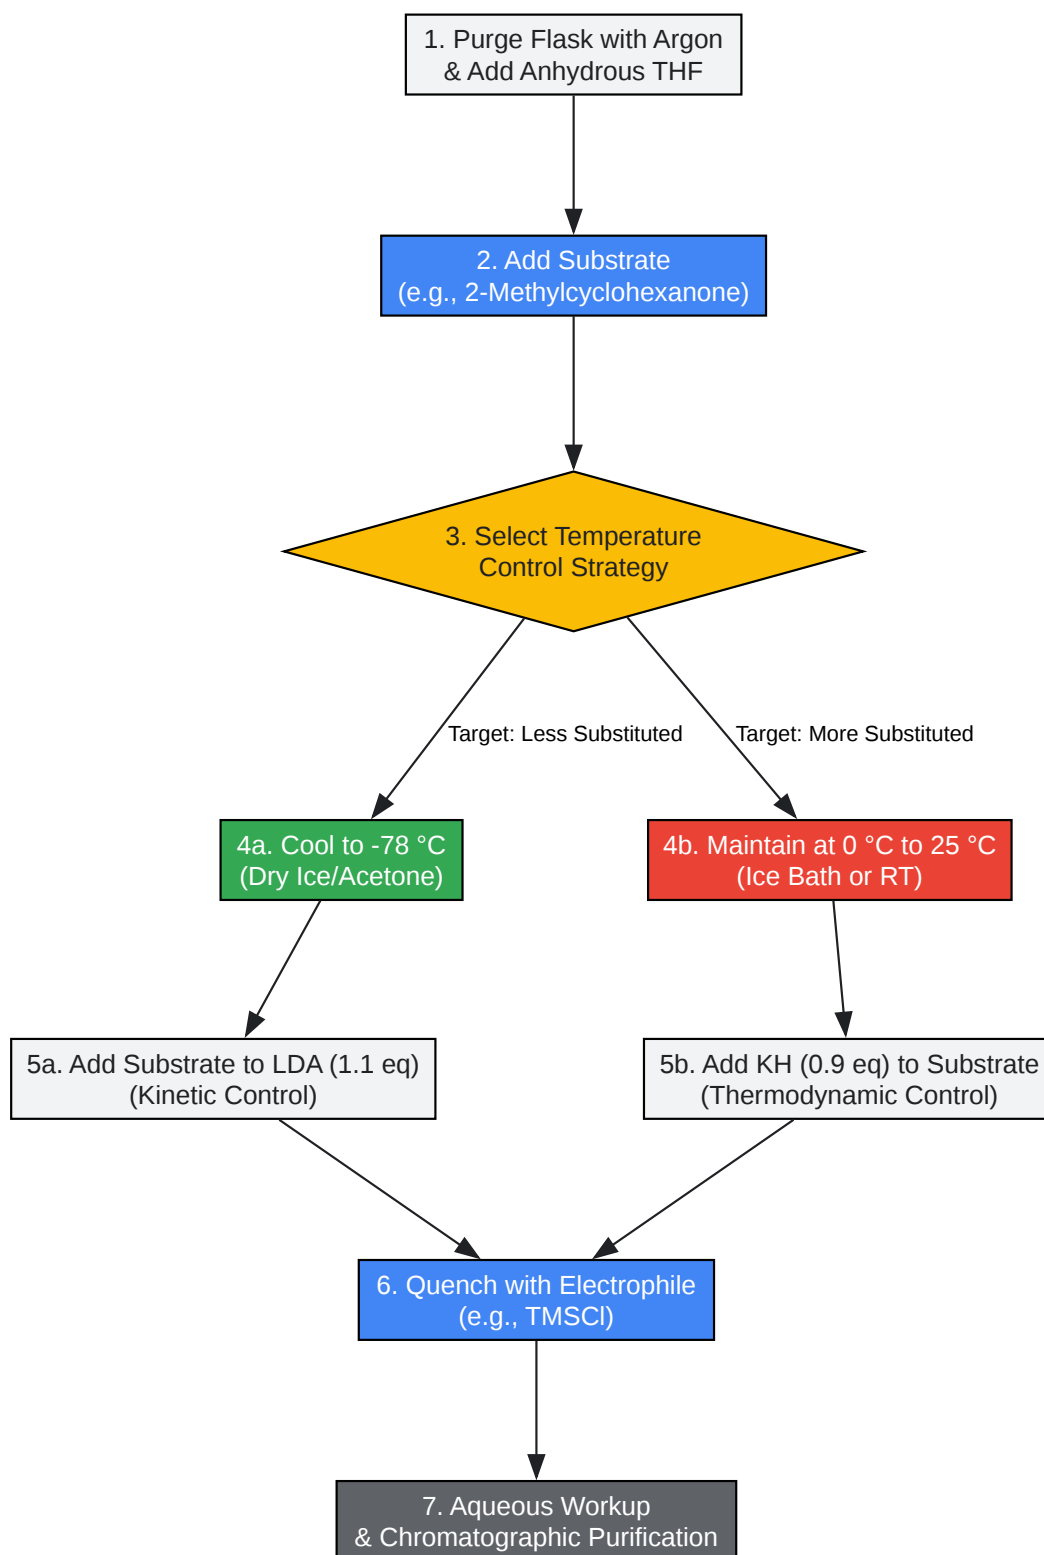 1. Purge Flask with Argon
& Add Anhydrous THF
2. Add Substrate
(e.g., 2-Methylcyclohexanone)
3. Select Temperature
Control Strategy
Target: Less Substituted
Target: More Substituted
4a. Cool to -78 °C
(Dry Ice/Acetone)
4b. Maintain at 0 °C to 25 °C
(Ice Bath or RT)
5a. Add Substrate to LDA (1.1 eq)
(Kinetic Control)
5b. Add KH (0.9 eq) to Substrate
(Thermodynamic Control)
6. Quench with Electrophile
(e.g., TMSCl)
7. Aqueous Workup
& Chromatographic Purification